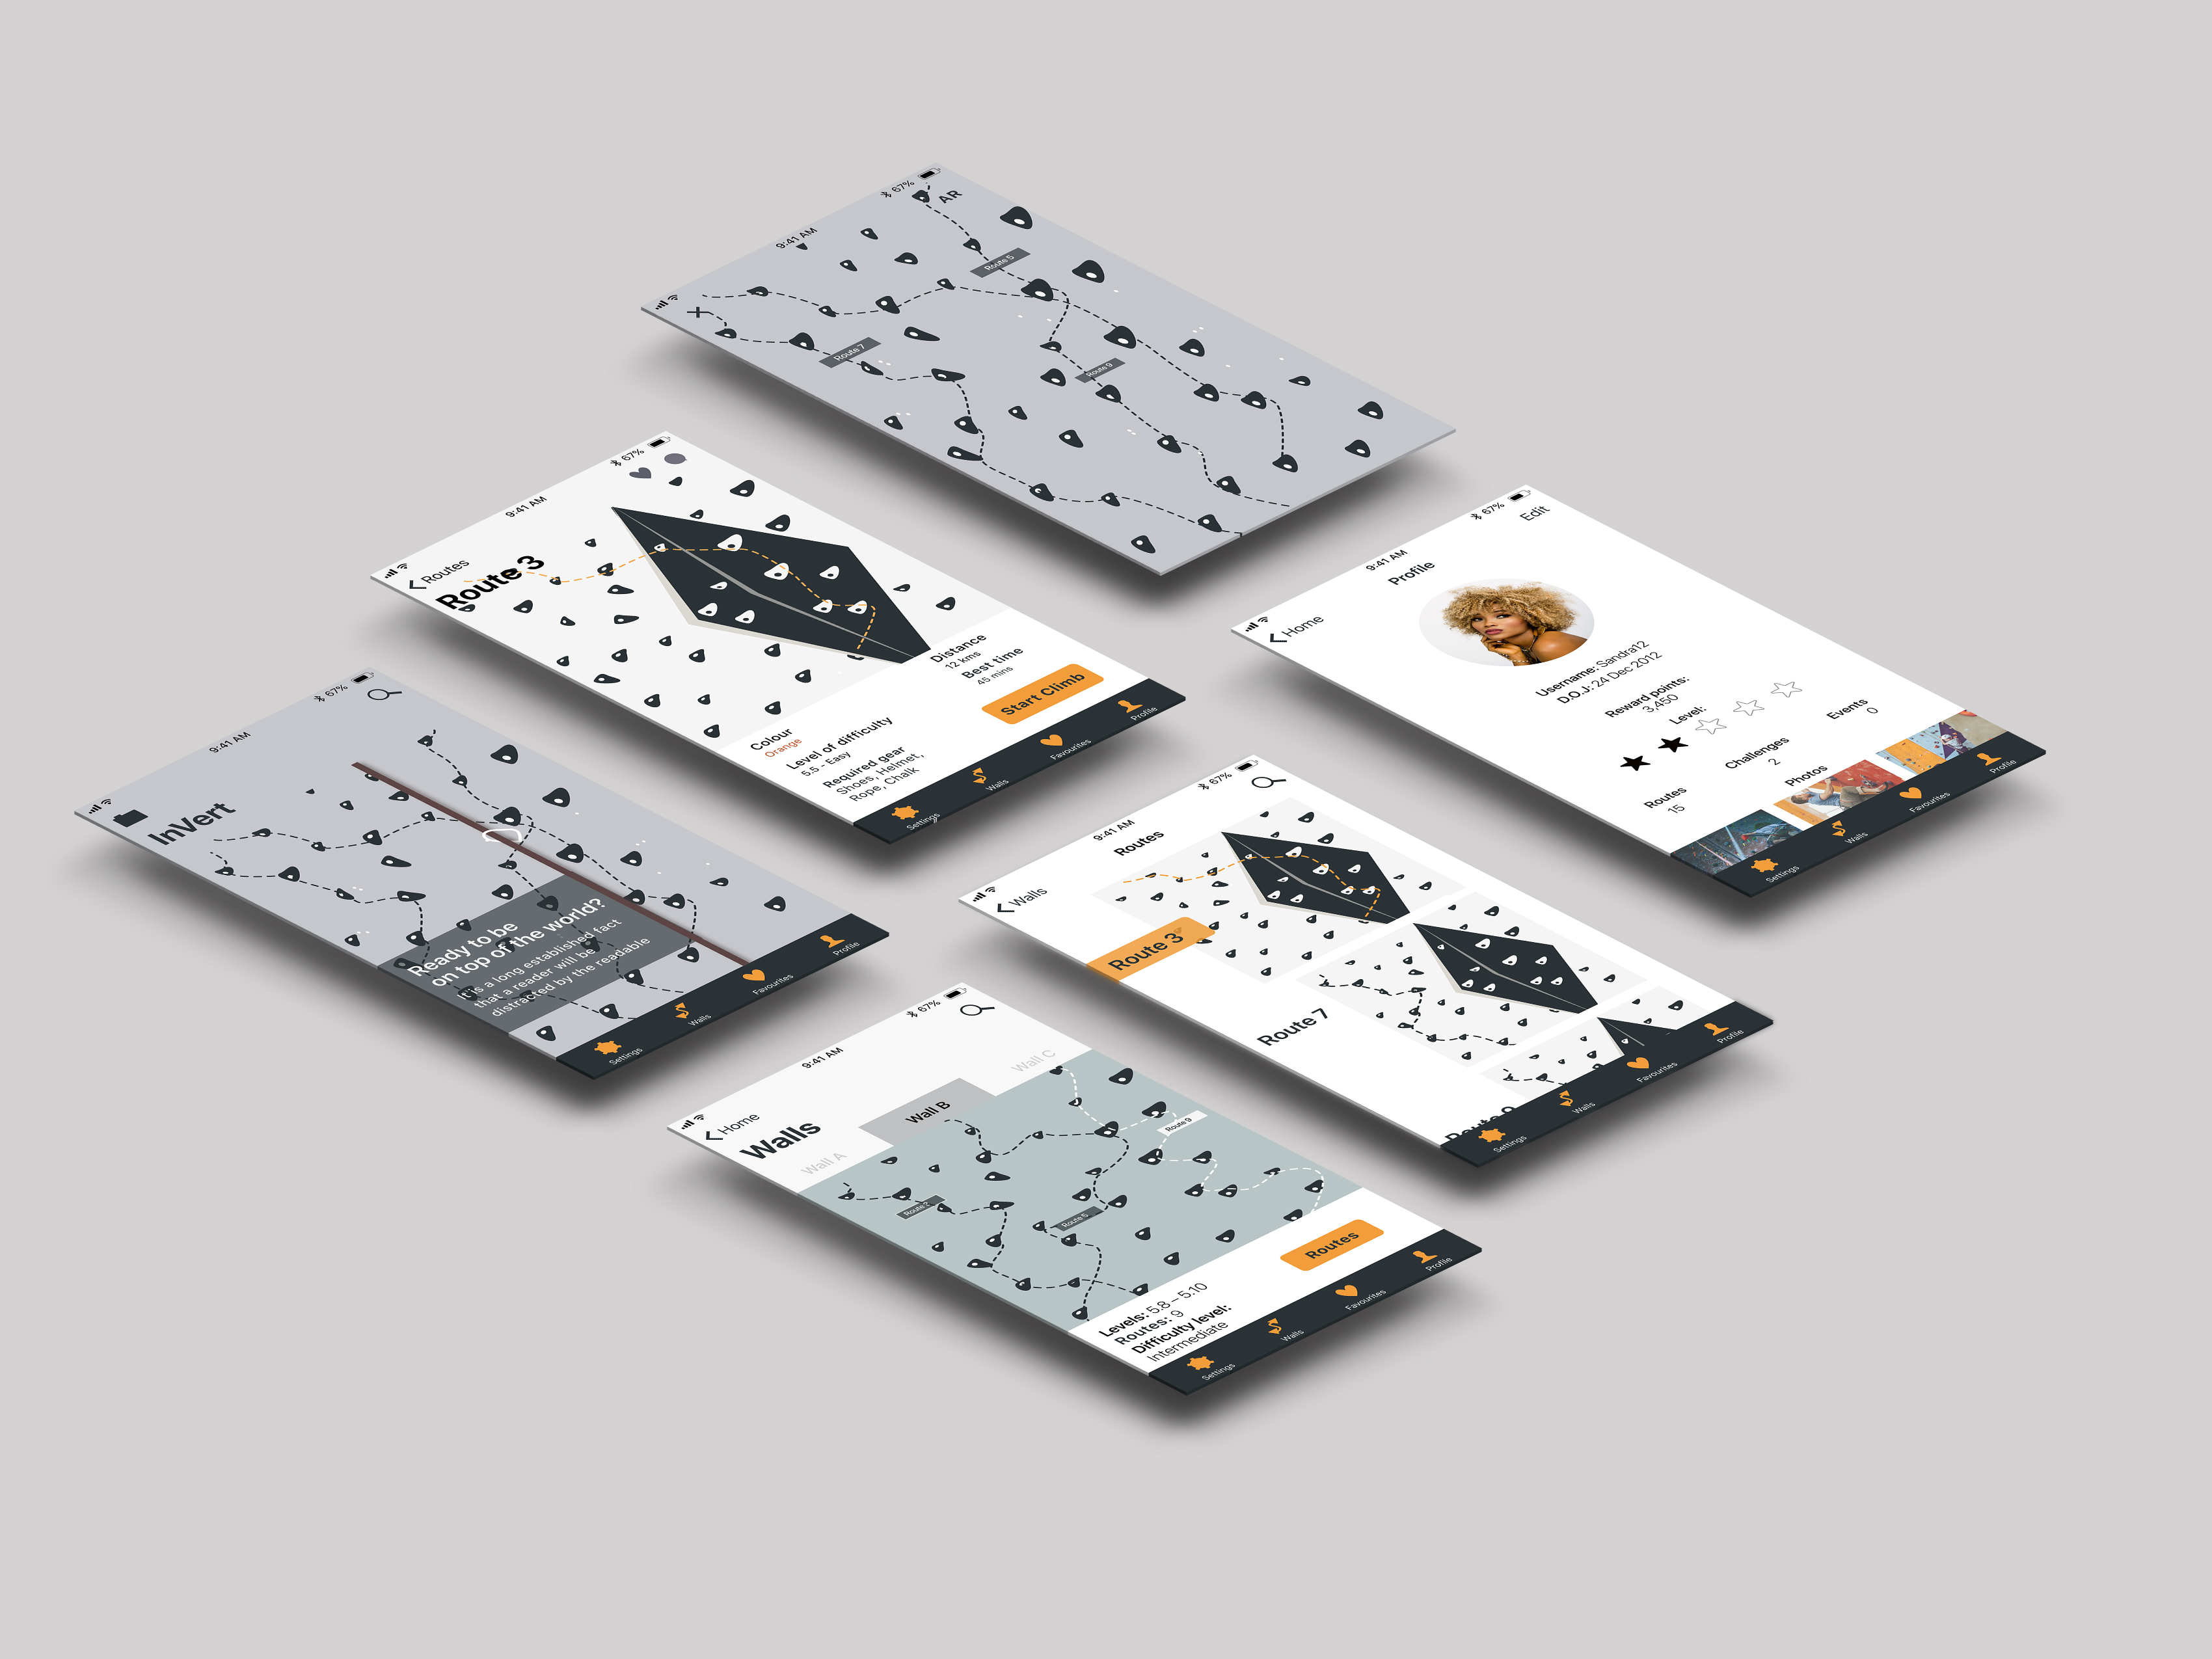 9:41 AM
67%
AR
Route 5
Route 7
Route 9
9:41 AM
67%
Routes
Route 3
Distance
12 kms
Best time
45 mins
Start Climb
Colour
Orange
Level of difficulty
5.5 - Easy
Required gear
Shoes, Helmet,
Rope, Chalk
Settings
Walls
Favourites
Profile
9:41 AM
67%
Edit
Home
Profile
Username: Sandra12
D.O.J: 24 Dec 2012
Reward points:
3,450
Level:
Routes
15
Challenges
2
Events
0
Photos
Settings
Walls
Favourites
Profile
9:41 AM
67%
InVert
Ready to be
on top of the world?
It is a long established fact
that a reader will be
distracted by the readable
Settings
Walls
Favourites
Profile
9:41 AM
67%
Walls
Routes
Route 3
Route 7
Settings
Walls
Favourites
Profile
9:41 AM
67%
Home
Walls
Wall A
Wall B
Wall C
Route 9
Route 2
Route 5
Routes
Levels: 5.8 – 5.10
Routes: 9
Difficulty level:
Intermediate
Settings
Walls
Favourites
Profile